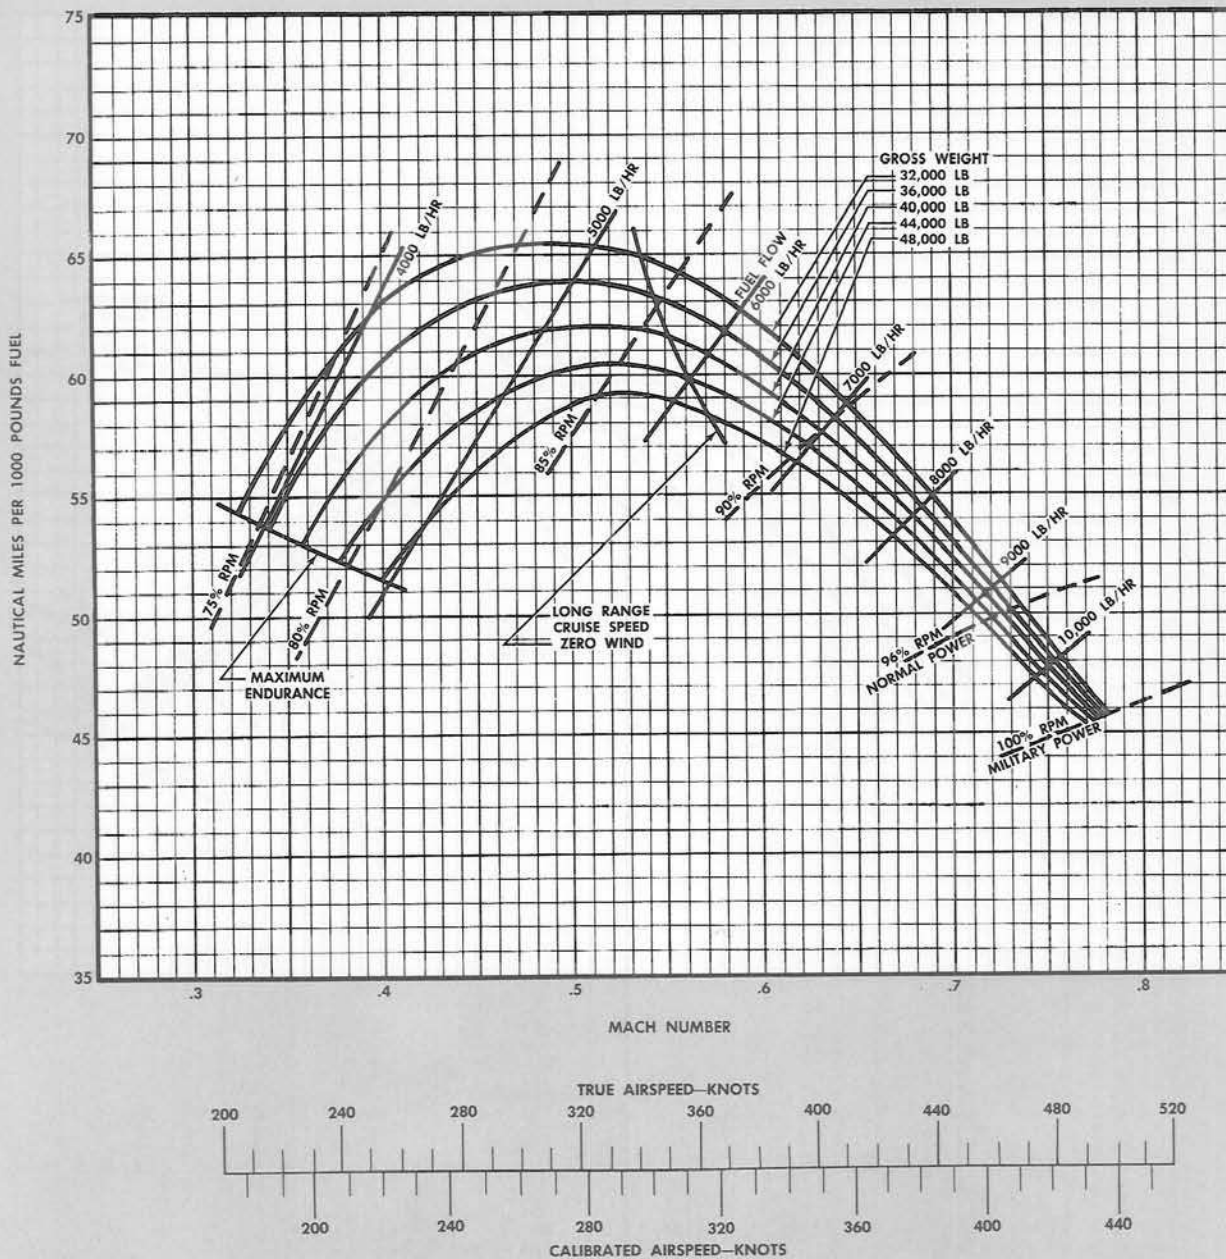 75
70
65
60
55
50
45
40
35
NAUTICAL MILES PER 1000 POUNDS FUEL
GROSS WEIGHT
32,000 LB
36,000 LB
40,000 LB
44,000 LB
48,000 LB
4000 LB/HR
5000 LB/HR
FUEL FLOW
6000 LB/HR
7000 LB/HR
8000 LB/HR
9000 LB/HR
10,000 LB/HR
75% RPM
80% RPM
85% RPM
90% RPM
96% RPM
NORMAL POWER
100% RPM
MILITARY POWER
MAXIMUM
ENDURANCE
LONG RANGE
CRUISE SPEED
ZERO WIND
.3 .4 .5 .6 .7 .8
MACH NUMBER
TRUE AIRSPEED—KNOTS
200 240 280 320 360 400 440 480 520
200 240 280 320 360 400 440
CALIBRATED AIRSPEED—KNOTS